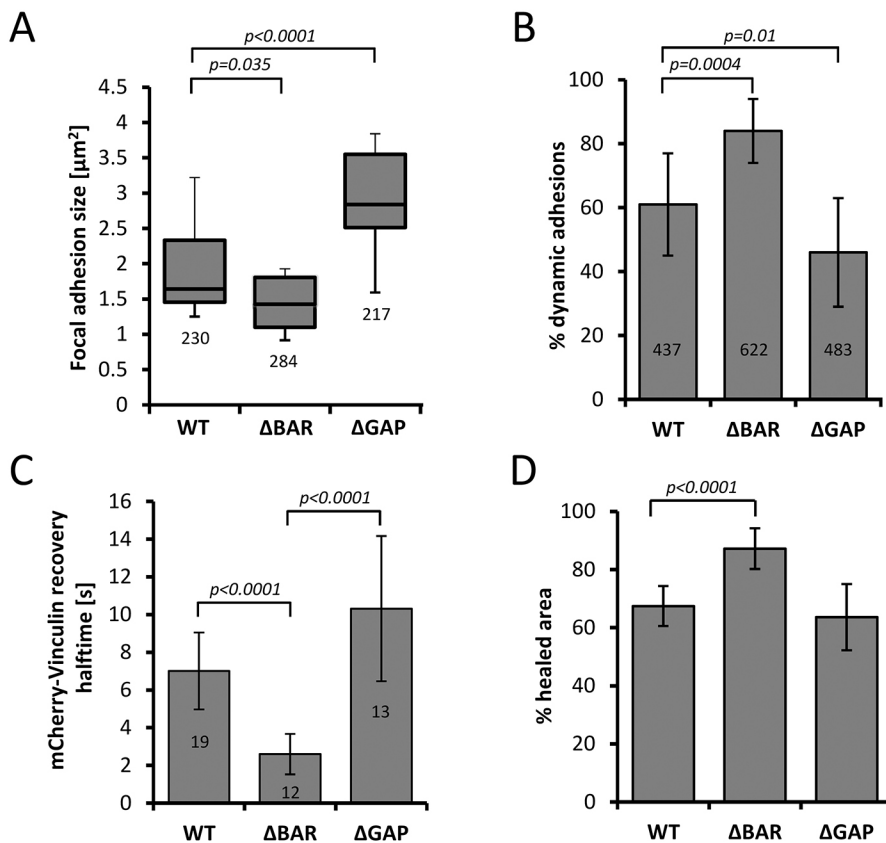 A
p<0.0001
p=0.035
Focal adhesion size [µm²]
4.5
4
3.5
3
2.5
2
1.5
1
0.5
0
230
284
217
WT ΔBAR ΔGAP
B
p=0.01
p=0.0004
% dynamic adhesions
100
80
60
40
20
0
437 622 483
WT ΔBAR ΔGAP
C
p<0.0001
p<0.0001
mCherry-Vinculin recovery
halftime [s]
16
14
12
10
8
6
4
2
0
19
12
13
WT ΔBAR ΔGAP
D
p<0.0001
% healed area
100
80
60
40
20
0
WT ΔBAR ΔGAP